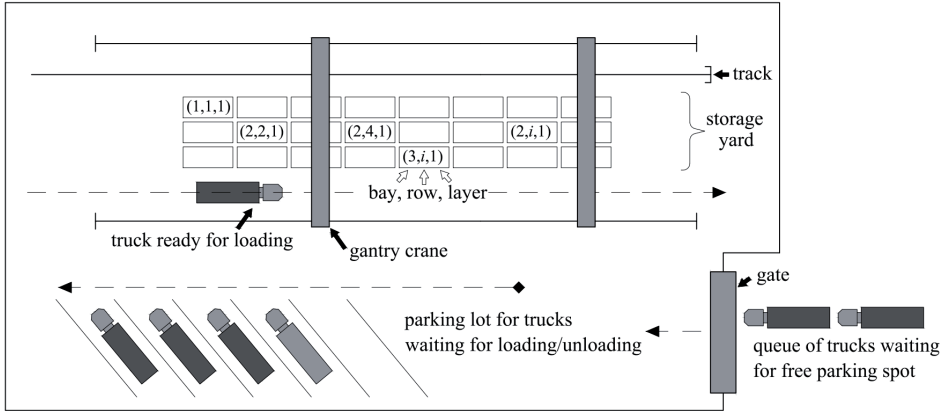 track
(1,1,1)
storage
yard
(2,2,1)
(2,4,1)
(2,i,1)
(3,i,1)
bay, row, layer
truck ready for loading
gantry crane
gate
parking lot for trucks
waiting for loading/unloading
queue of trucks waiting
for free parking spot